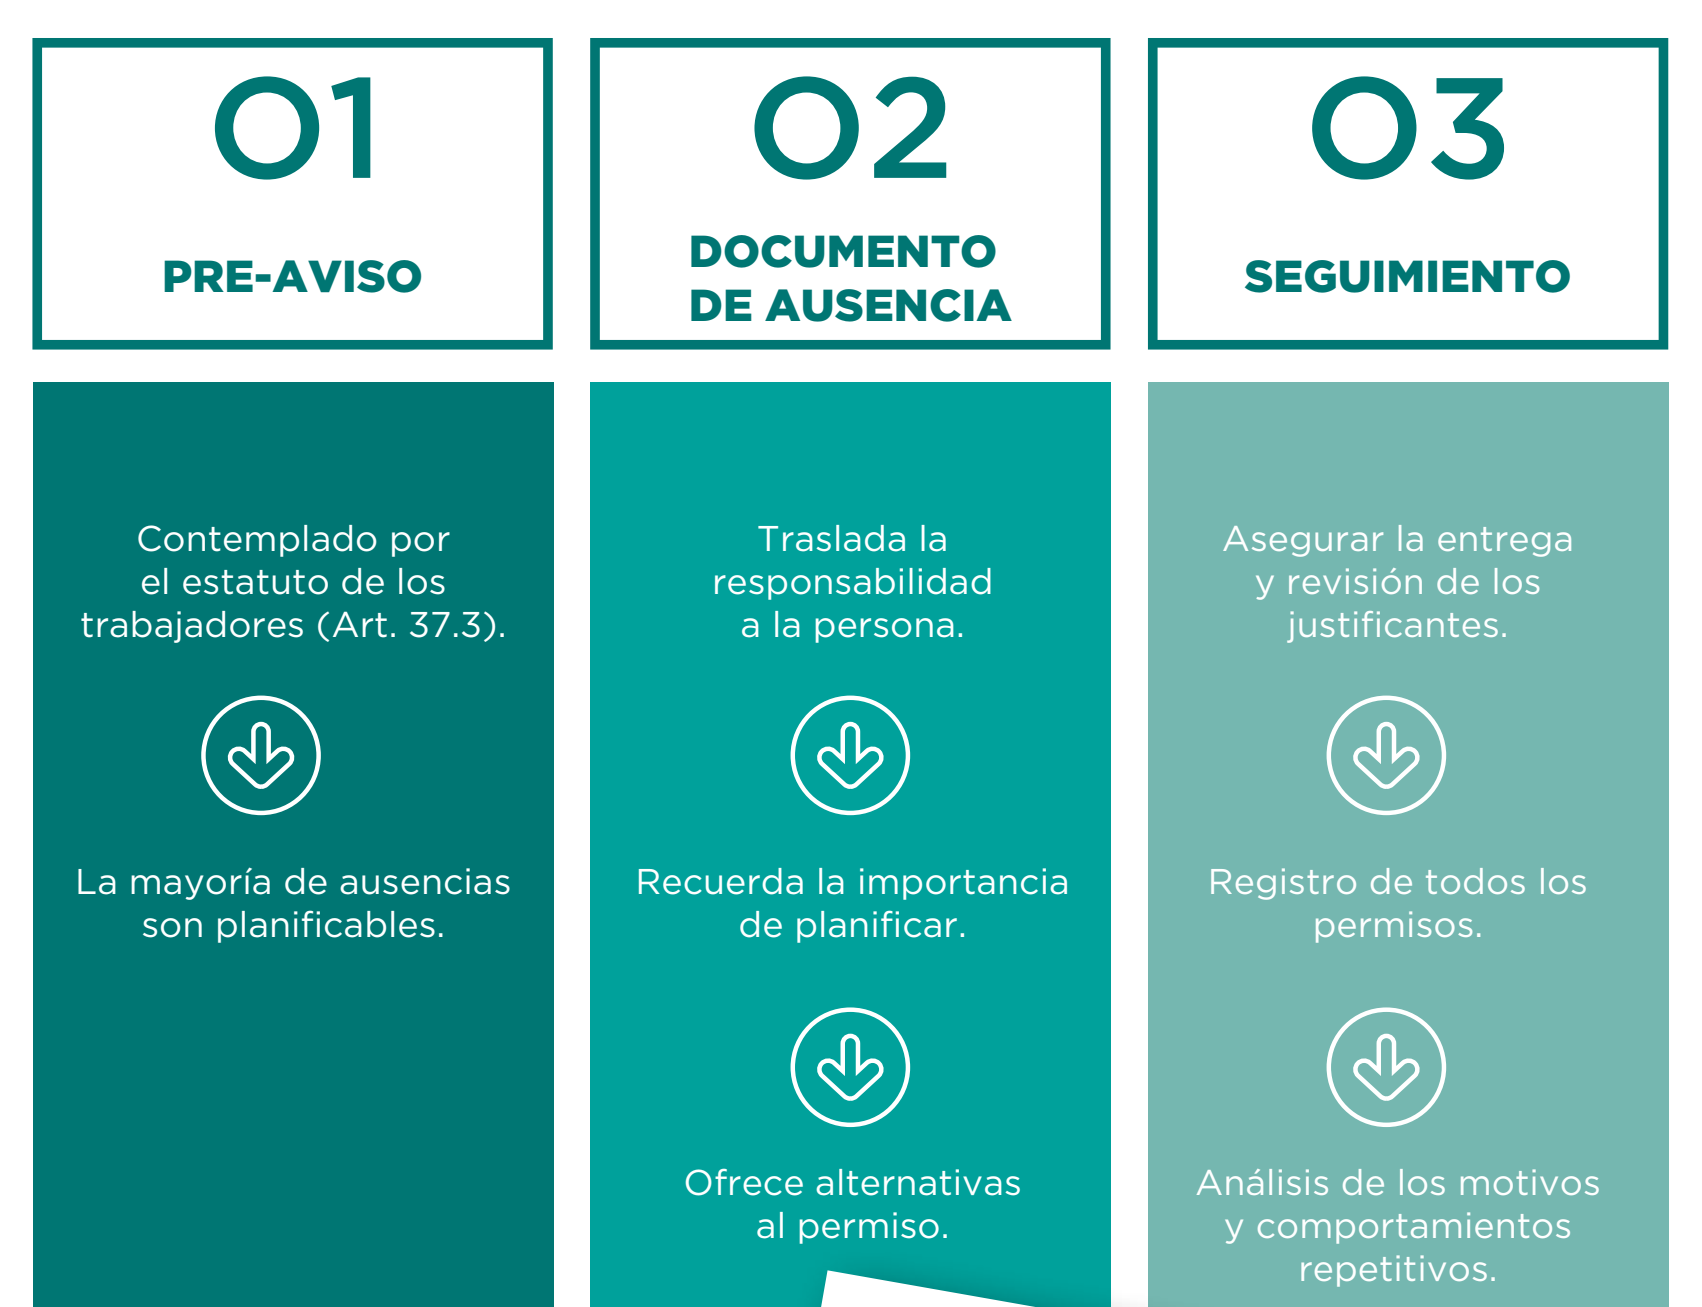 01
PRE-AVISO
Contemplado por
el estatuto de los
trabajadores (Art. 37.3).
La mayoría de ausencias
son planificables.
02
DOCUMENTO
DE AUSENCIA
Traslada la
responsabilidad
a la persona.
Recuerda la importancia
de planificar.
Ofrece alternativas
al permiso.
03
SEGUIMIENTO
Asegurar la entrega
y revisión de los
justificantes.
Registro de todos los
permisos.
Análisis de los motivos
y comportamientos
repetitivos.